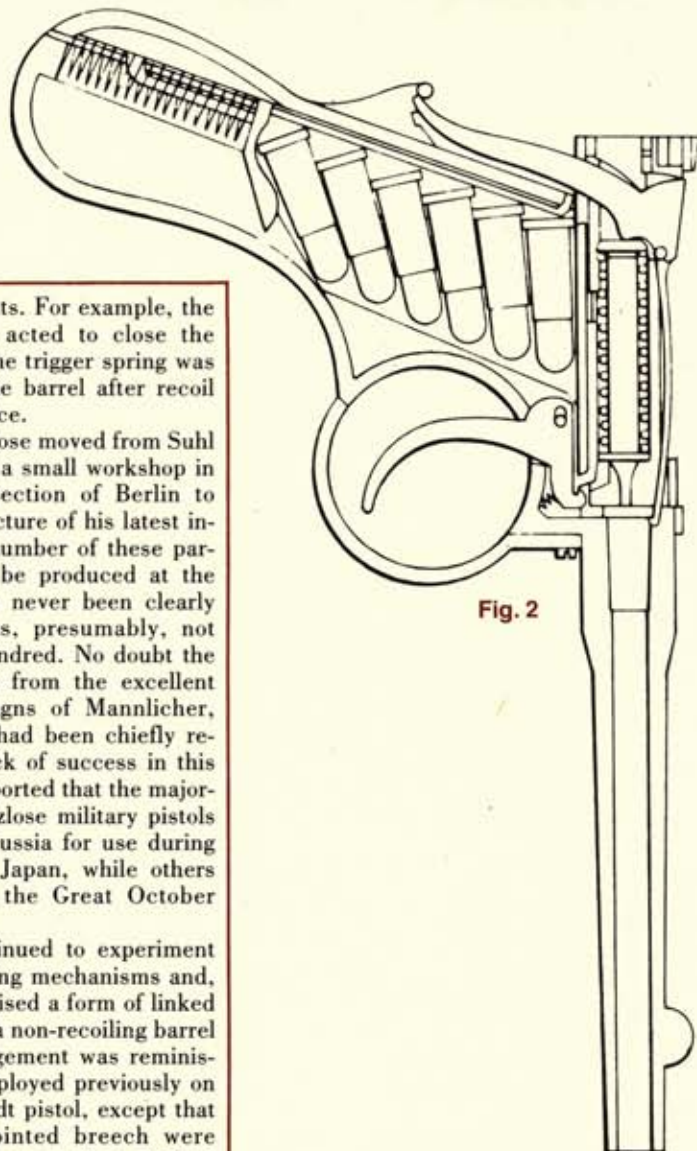 ts. For example, the
acted to close the
ne trigger spring was
e barrel after recoil
ce.
ose moved from Suhl
a small workshop in
ection of Berlin to
cture of his latest in-
umber of these par-
be produced at the
never been clearly
s, presumably, not
ndred. No doubt the
from the excellent
igns of Mannlicher,
had been chiefly re-
ck of success in this
ported that the major-
zlose military pistols
ussia for use during
Japan, while others
the Great October
nued to experiment
ng mechanisms and,
ised a form of linked
n non-recoiling barrel
gement was reminis-
ployed previously on
dt pistol, except that
ointed breech were
Fig. 2